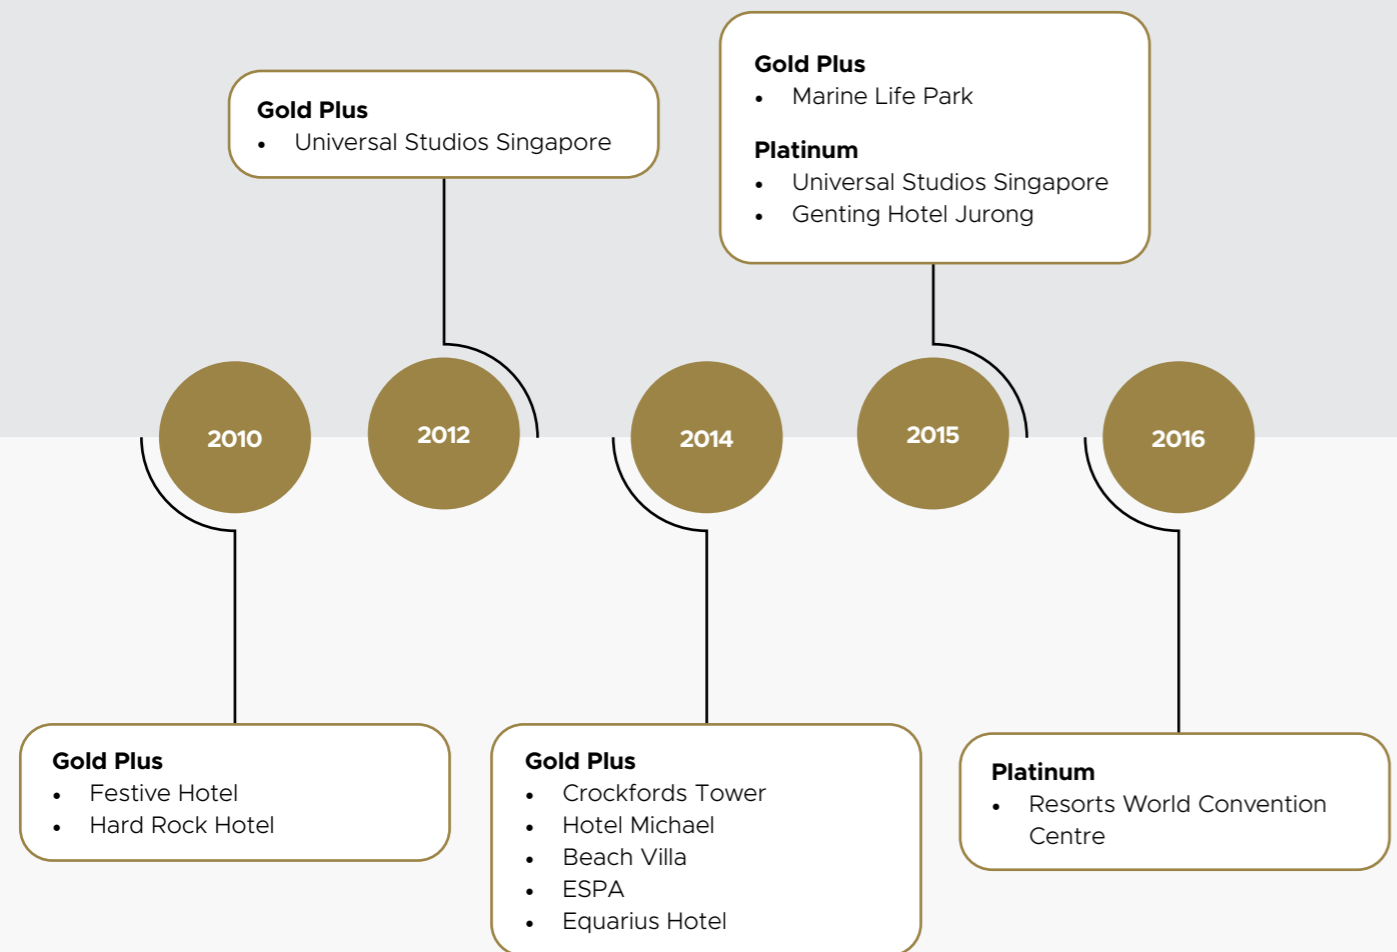 Gold Plus
• Universal Studios Singapore
Gold Plus
• Marine Life Park
Platinum
• Universal Studios Singapore
• Genting Hotel Jurong
2010
2012
2014
2015
2016
Gold Plus
• Festive Hotel
• Hard Rock Hotel
Gold Plus
• Crockfords Tower
• Hotel Michael
• Beach Villa
• ESPA
• Equarius Hotel
Platinum
• Resorts World Convention
Centre